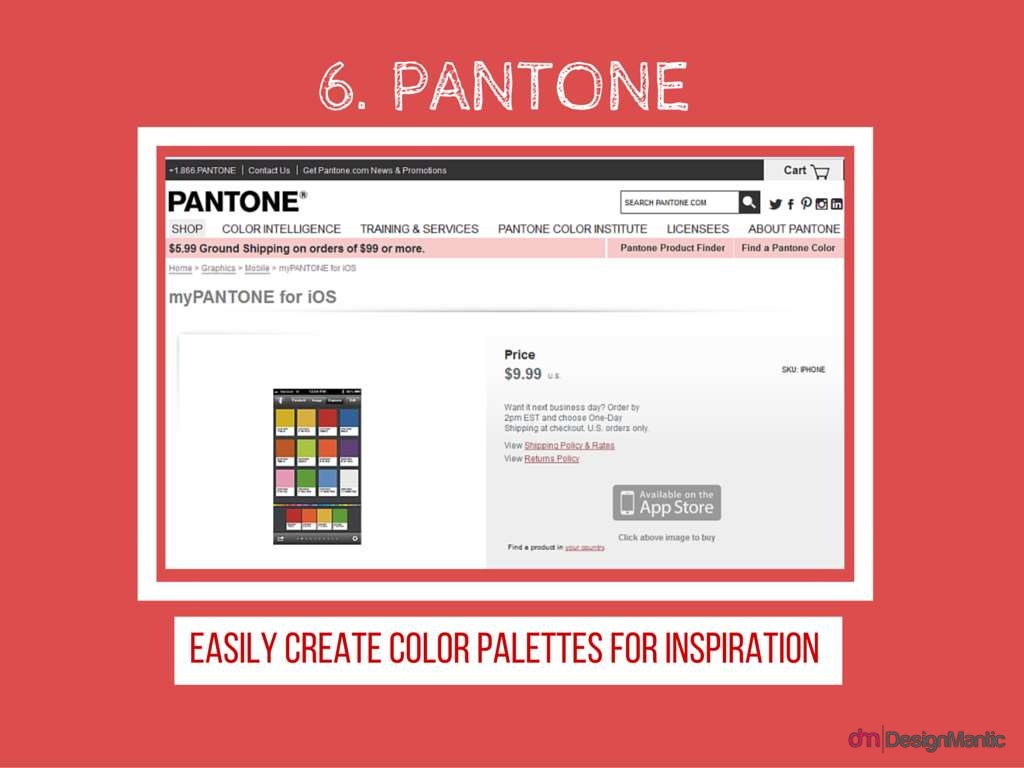 6. PANTONE
+1.866.PANTONE | Contact Us | Get Pantone.com News & Promotions
Cart
PANTONE®
SEARCH PANTONE.COM
SHOP COLOR INTELLIGENCE TRAINING & SERVICES PANTONE COLOR INSTITUTE LICENSEES ABOUT PANTONE
$5.99 Ground Shipping on orders of $99 or more.
Pantone Product Finder Find a Pantone Color
Home > Graphics > Mobile > myPANTONE for iOS
myPANTONE for iOS
Price
$9.99 U.S.
SKU: IPHONE
Want it next business day? Order by
2pm EST and choose One-Day
Shipping at checkout. U.S. orders only.
View Shipping Policy & Rates
View Returns Policy
Available on the
App Store
Click above image to buy
Find a product in your country
EASILY CREATE COLOR PALETTES FOR INSPIRATION
dm|DesignMantic